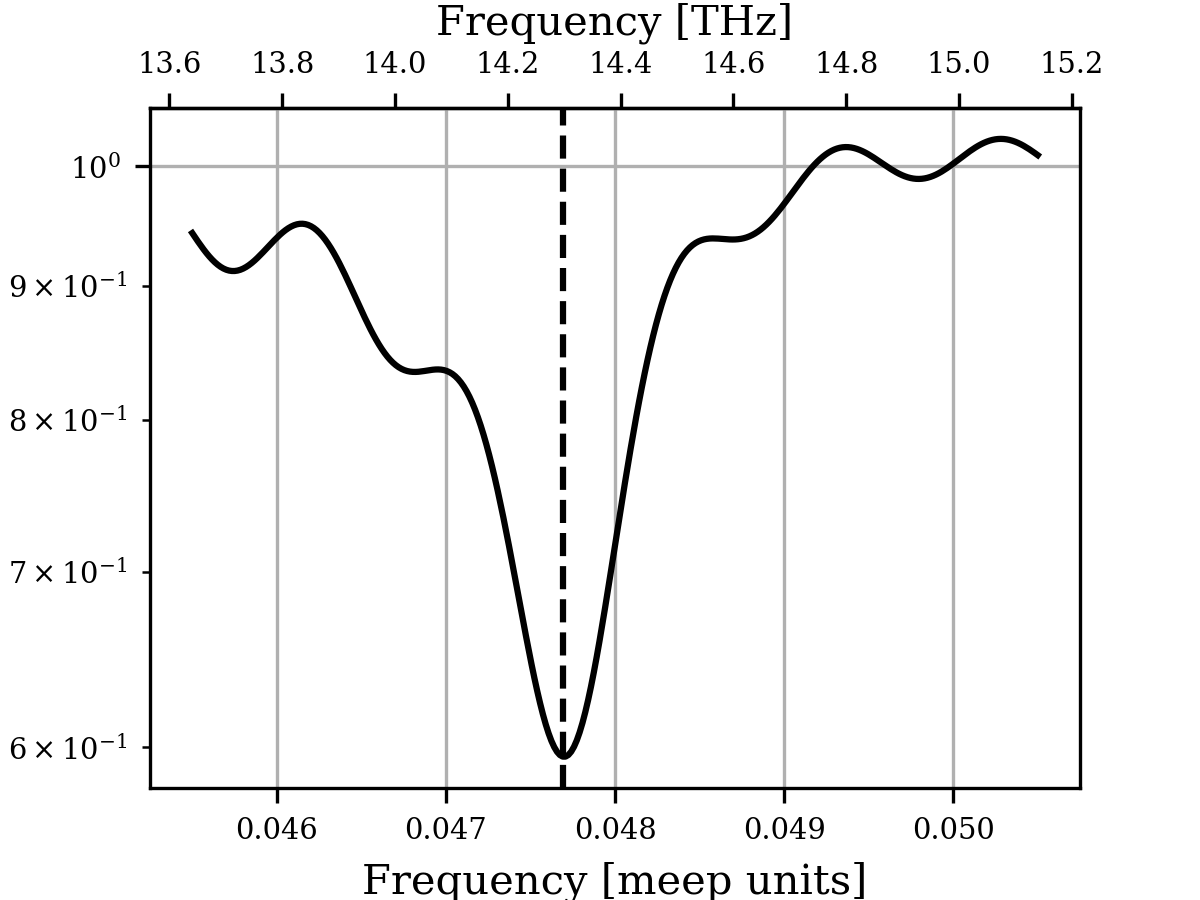 Frequency [THz]
13.6 13.8 14.0 14.2 14.4 14.6 14.8 15.0 15.2
10⁰
9 × 10⁻¹
8 × 10⁻¹
7 × 10⁻¹
6 × 10⁻¹
0.046 0.047 0.048 0.049 0.050
Frequency [meep units]